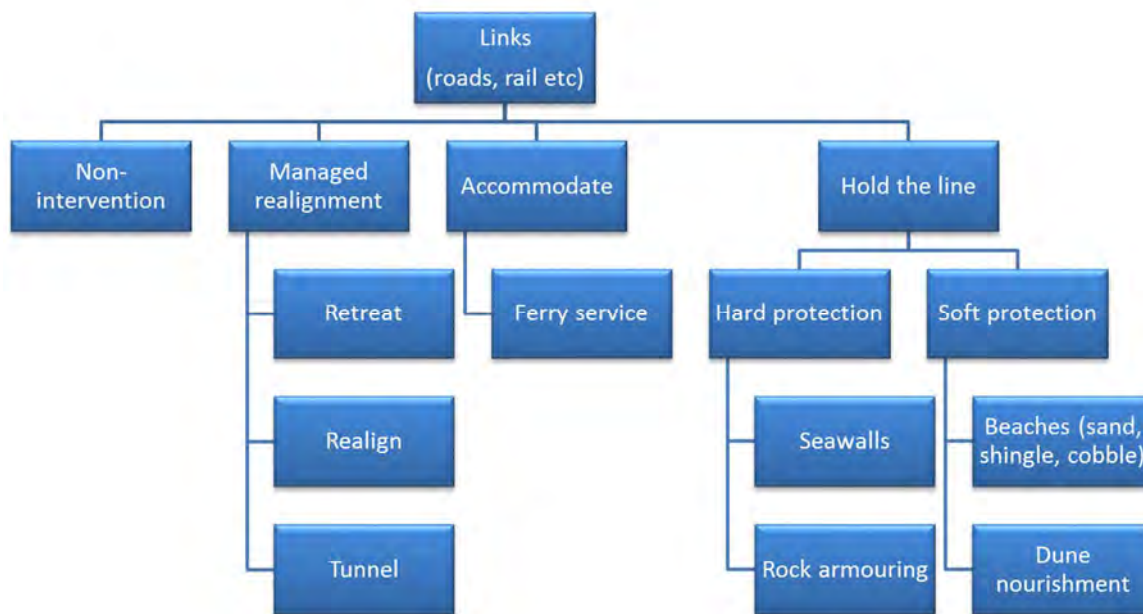 Links
(roads, rail etc)
Non-
intervention
Managed
realignment
Accommodate
Hold the line
Retreat
Ferry service
Hard protection
Soft protection
Realign
Seawalls
Beaches (sand,
shingle, cobble)
Tunnel
Rock armouring
Dune
nourishment